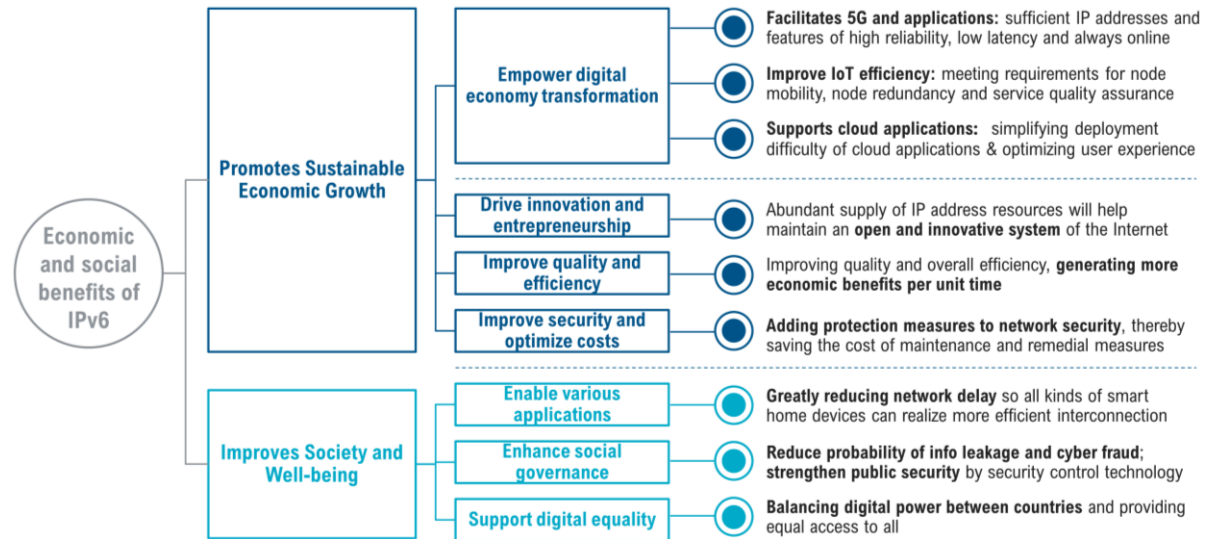 Economic
and social
benefits of
IPv6
Promotes Sustainable
Economic Growth
Empower digital
economy transformation
Facilitates 5G and applications: sufficient IP addresses and
features of high reliability, low latency and always online
Improve IoT efficiency: meeting requirements for node
mobility, node redundancy and service quality assurance
Supports cloud applications: simplifying deployment
difficulty of cloud applications & optimizing user experience
Drive innovation and
entrepreneurship
Abundant supply of IP address resources will help
maintain an open and innovative system of the Internet
Improve quality and
efficiency
Improving quality and overall efficiency, generating more
economic benefits per unit time
Improve security and
optimize costs
Adding protection measures to network security, thereby
saving the cost of maintenance and remedial measures
Improves Society and
Well-being
Enable various
applications
Greatly reducing network delay so all kinds of smart
home devices can realize more efficient interconnection
Enhance social
governance
Reduce probability of info leakage and cyber fraud;
strengthen public security by security control technology
Support digital equality
Balancing digital power between countries and providing
equal access to all